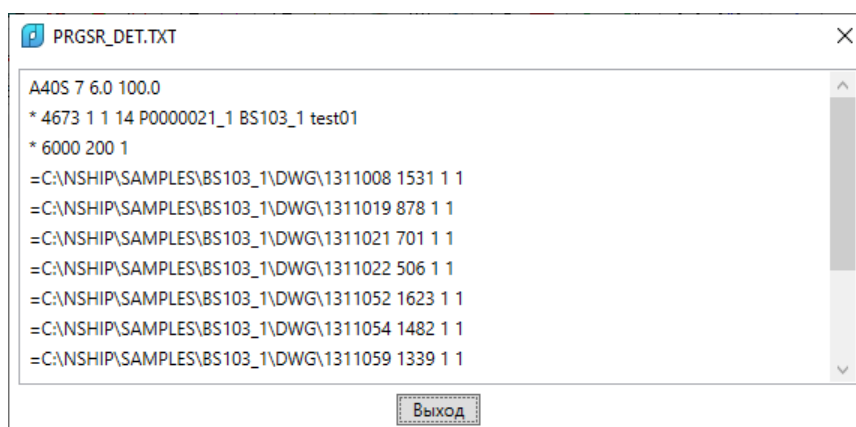 PRGSR_DET.TXT
A40S 7 6.0 100.0
* 4673 1 1 14 P0000021_1 BS103_1 test01
* 6000 200 1
=C:\NSHIP\SAMPLES\BS103_1\DWG\1311008 1531 1 1
=C:\NSHIP\SAMPLES\BS103_1\DWG\1311019 878 1 1
=C:\NSHIP\SAMPLES\BS103_1\DWG\1311021 701 1 1
=C:\NSHIP\SAMPLES\BS103_1\DWG\1311022 506 1 1
=C:\NSHIP\SAMPLES\BS103_1\DWG\1311052 1623 1 1
=C:\NSHIP\SAMPLES\BS103_1\DWG\1311054 1482 1 1
=C:\NSHIP\SAMPLES\BS103_1\DWG\1311059 1339 1 1
Выход